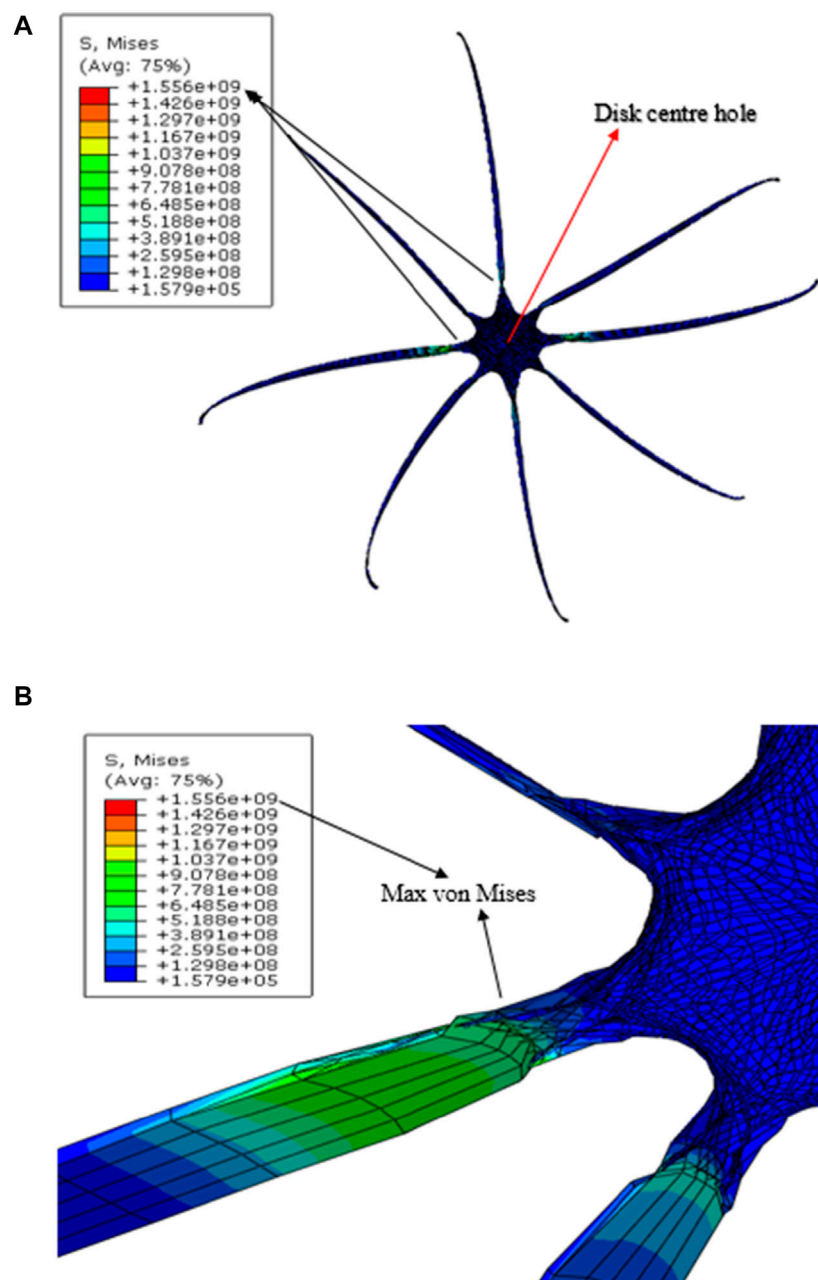 A
S, Mises
(Avg: 75%)
+1.556e+09
+1.426e+09
+1.297e+09
+1.167e+09
+1.037e+09
+9.078e+08
+7.781e+08
+6.485e+08
+5.188e+08
+3.891e+08
+2.595e+08
+1.298e+08
+1.579e+05
Disk centre hole
B
S, Mises
(Avg: 75%)
+1.556e+09
+1.426e+09
+1.297e+09
+1.167e+09
+1.037e+09
+9.078e+08
+7.781e+08
+6.485e+08
+5.188e+08
+3.891e+08
+2.595e+08
+1.298e+08
+1.579e+05
Max von Mises